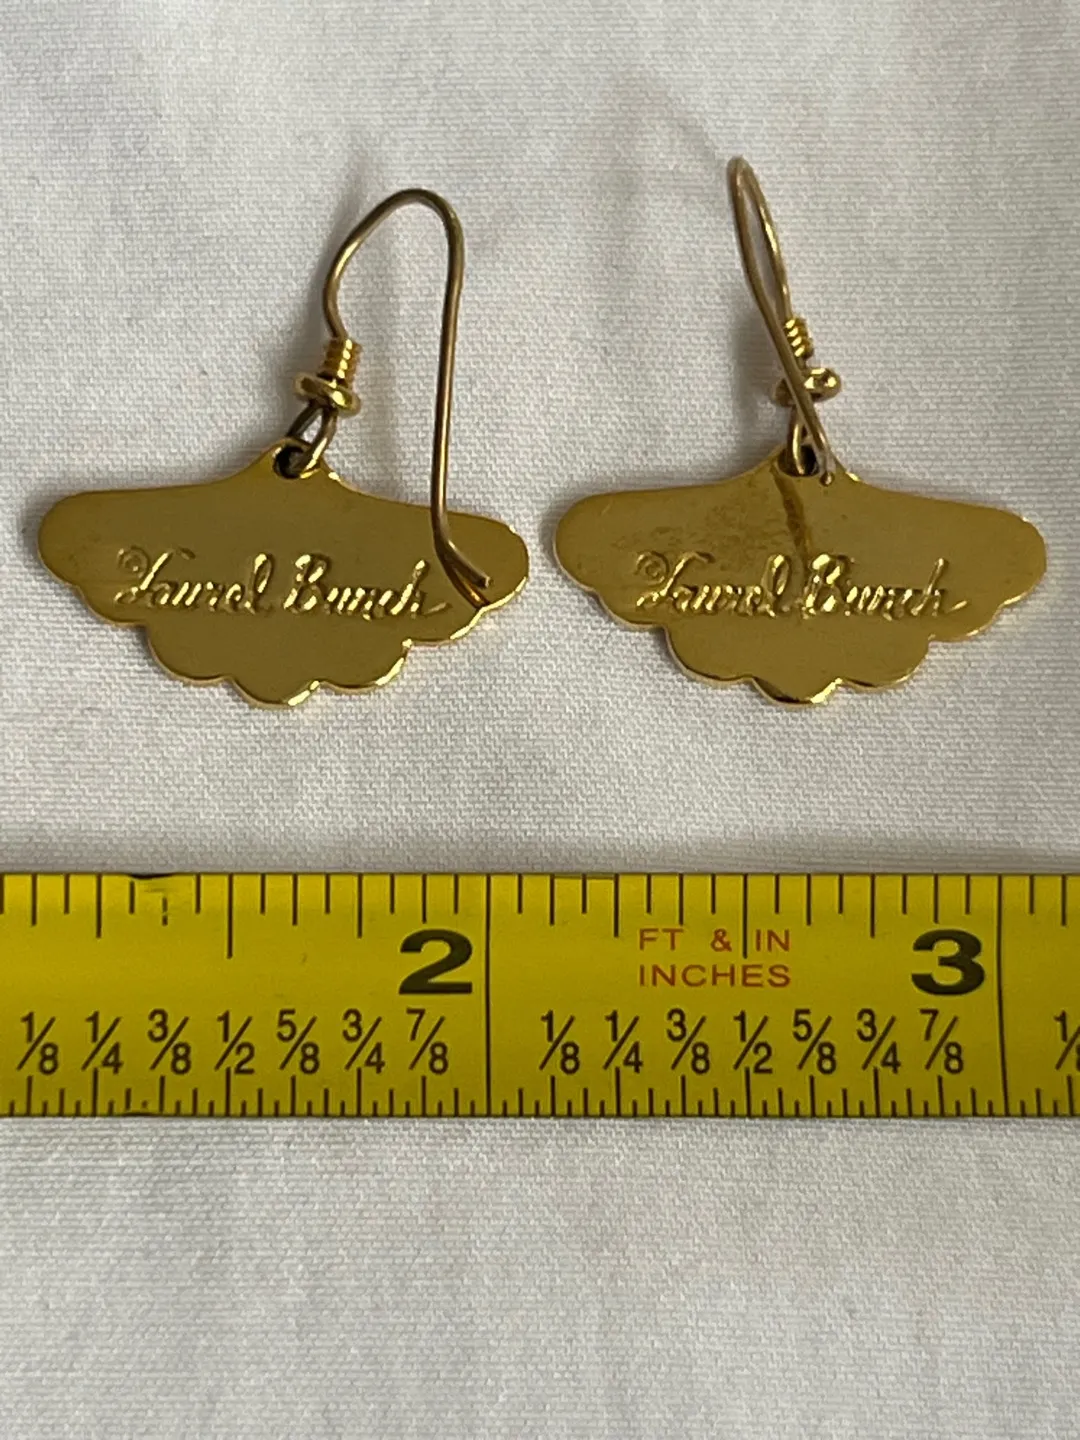 © Laurel Burch
© Laurel Burch
2 FT & IN 3
INCHES
1/8 1/4 3/8 1/2 5/8 3/4 7/8 1/8 1/4 3/8 1/2 5/8 3/4 7/8